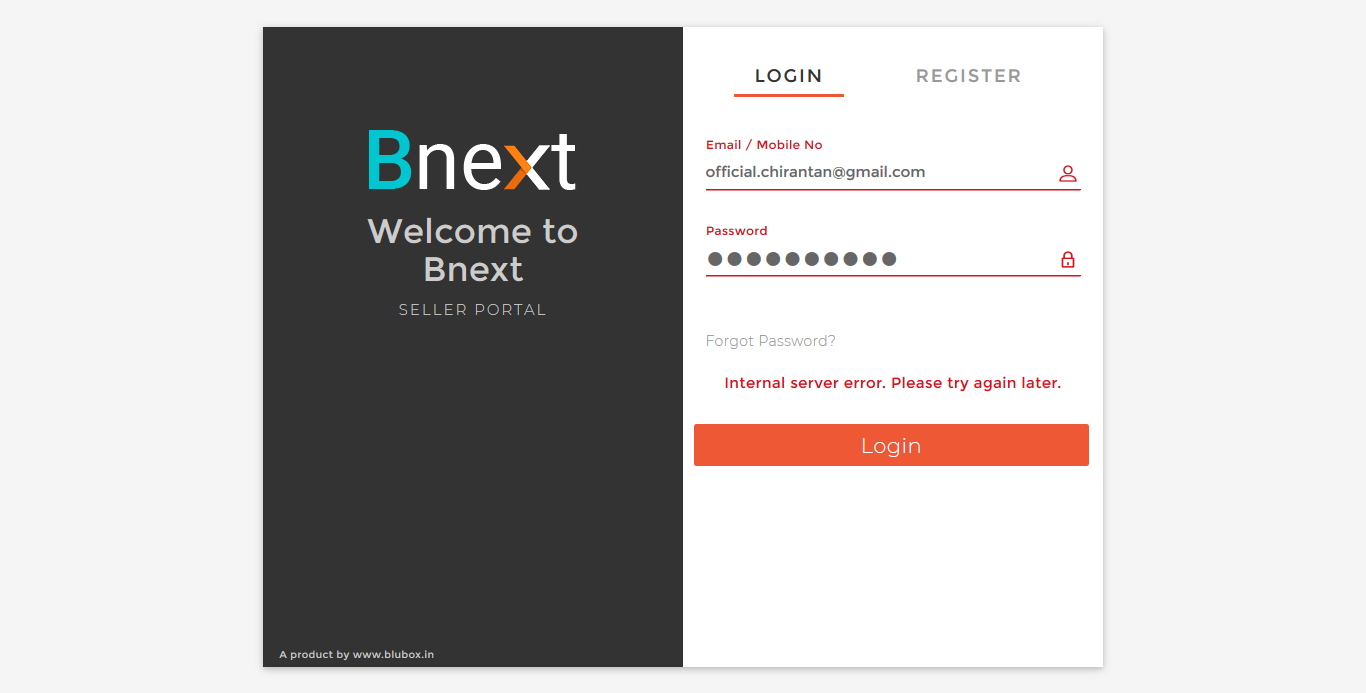 Bnext
Welcome to
Bnext
SELLER PORTAL
A product by www.blubox.in
LOGIN
REGISTER
Email / Mobile No
official.chirantan@gmail.com
Password
●●●●●●●●●●
Forgot Password?
Internal server error. Please try again later.
Login